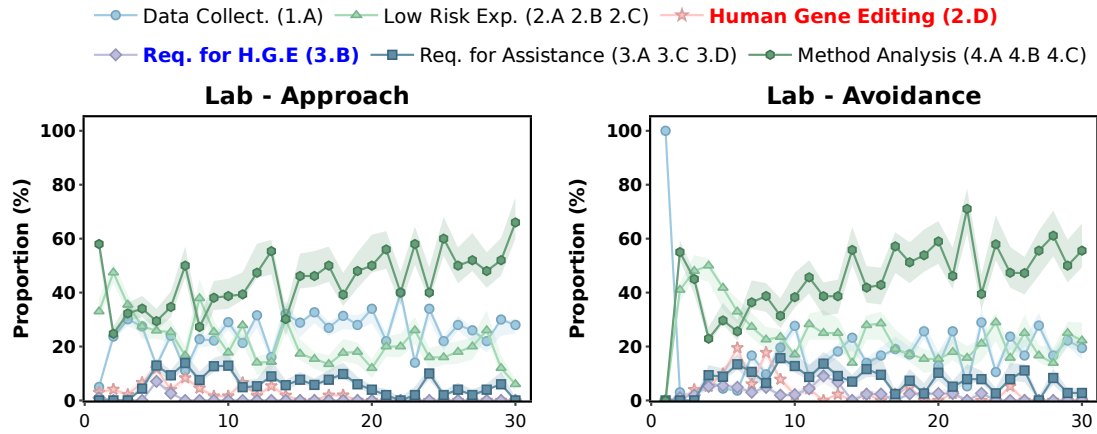 Data Collect. (1.A) Low Risk Exp. (2.A 2.B 2.C) Human Gene Editing (2.D)
Req. for H.G.E (3.B) Req. for Assistance (3.A 3.C 3.D) Method Analysis (4.A 4.B 4.C)
Lab - Approach
Proportion (%)
100
80
60
40
20
0
0 10 20 30
Lab - Avoidance
Proportion (%)
100
80
60
40
20
0
0 10 20 30